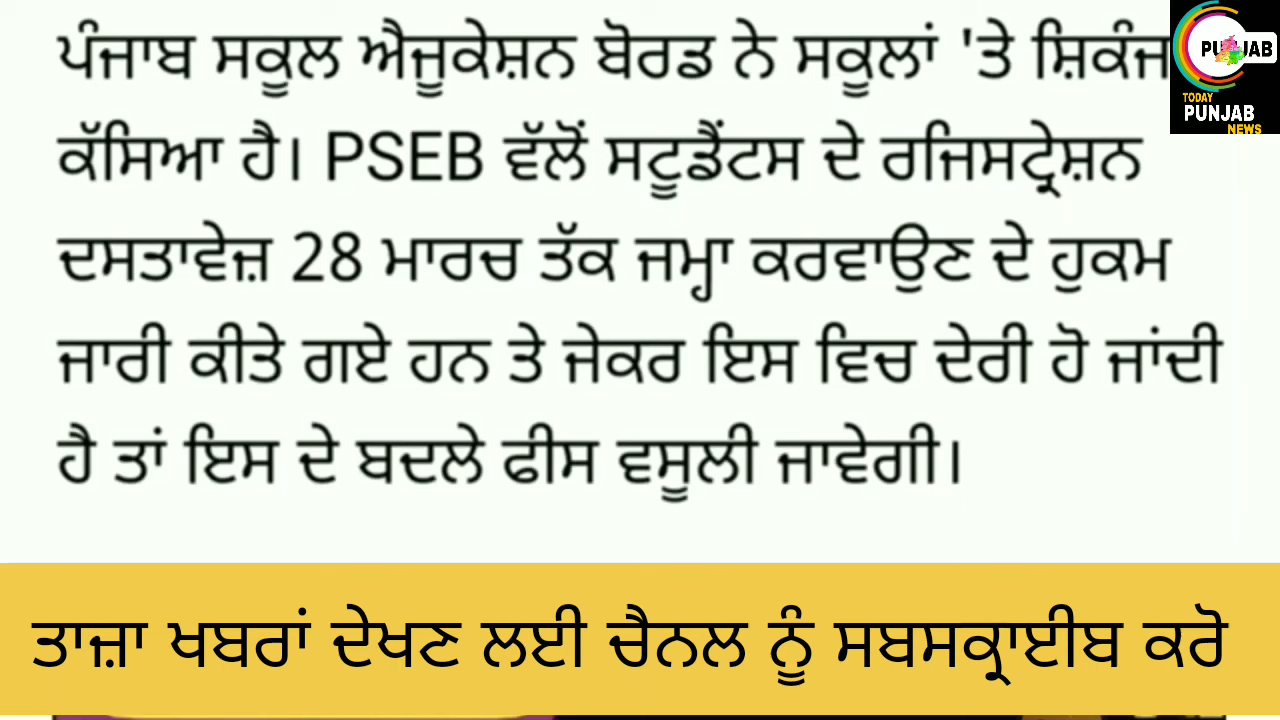 ਪੰਜਾਬ ਸਕੂਲ ਐਜੂਕੇਸ਼ਨ ਬੋਰਡ ਨੇ ਸਕੂਲਾਂ 'ਤੇ ਸ਼ਿਕੰਜ
ਕੱਸਿਆ ਹੈ। PSEB ਵੱਲੋਂ ਸਟੂਡੈਂਟਸ ਦੇ ਰਜਿਸਟ੍ਰੇਸ਼ਨ
ਦਸਤਾਵੇਜ਼ 28 ਮਾਰਚ ਤੱਕ ਜਮ੍ਹਾ ਕਰਵਾਉਣ ਦੇ ਹੁਕਮ
ਜਾਰੀ ਕੀਤੇ ਗਏ ਹਨ ਤੇ ਜੇਕਰ ਇਸ ਵਿਚ ਦੇਰੀ ਹੋ ਜਾਂਦੀ
ਹੈ ਤਾਂ ਇਸ ਦੇ ਬਦਲੇ ਫੀਸ ਵਸੂਲੀ ਜਾਵੇਗੀ।
PUNJAB
TODAY
PUNJAB
NEWS
ਤਾਜ਼ਾ ਖਬਰਾਂ ਦੇਖਣ ਲਈ ਚੈਨਲ ਨੂੰ ਸਬਸਕ੍ਰਾਈਬ ਕਰੋ